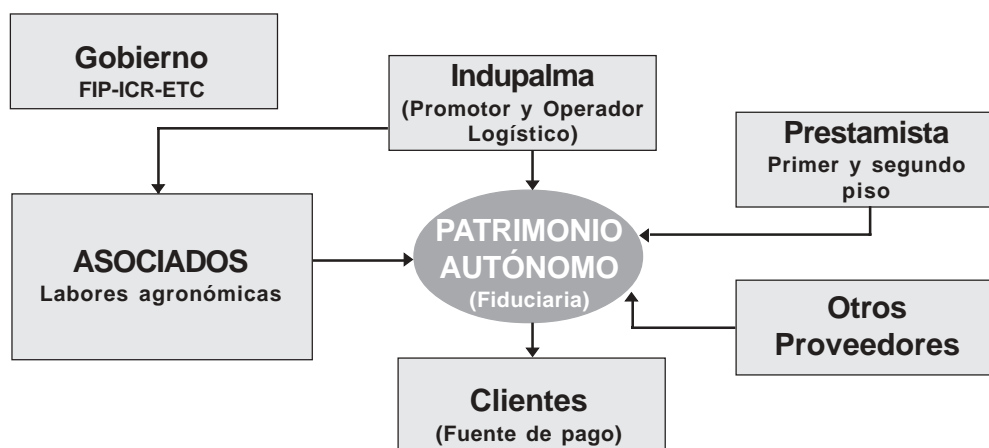 Gobierno
FIP-ICR-ETC
Indupalma
(Promotor y Operador
Logístico)
Prestamista
Primer y segundo
piso
ASOCIADOS
Labores agronómicas
PATRIMONIO
AUTÓNOMO
(Fiduciaria)
Otros
Proveedores
Clientes
(Fuente de pago)